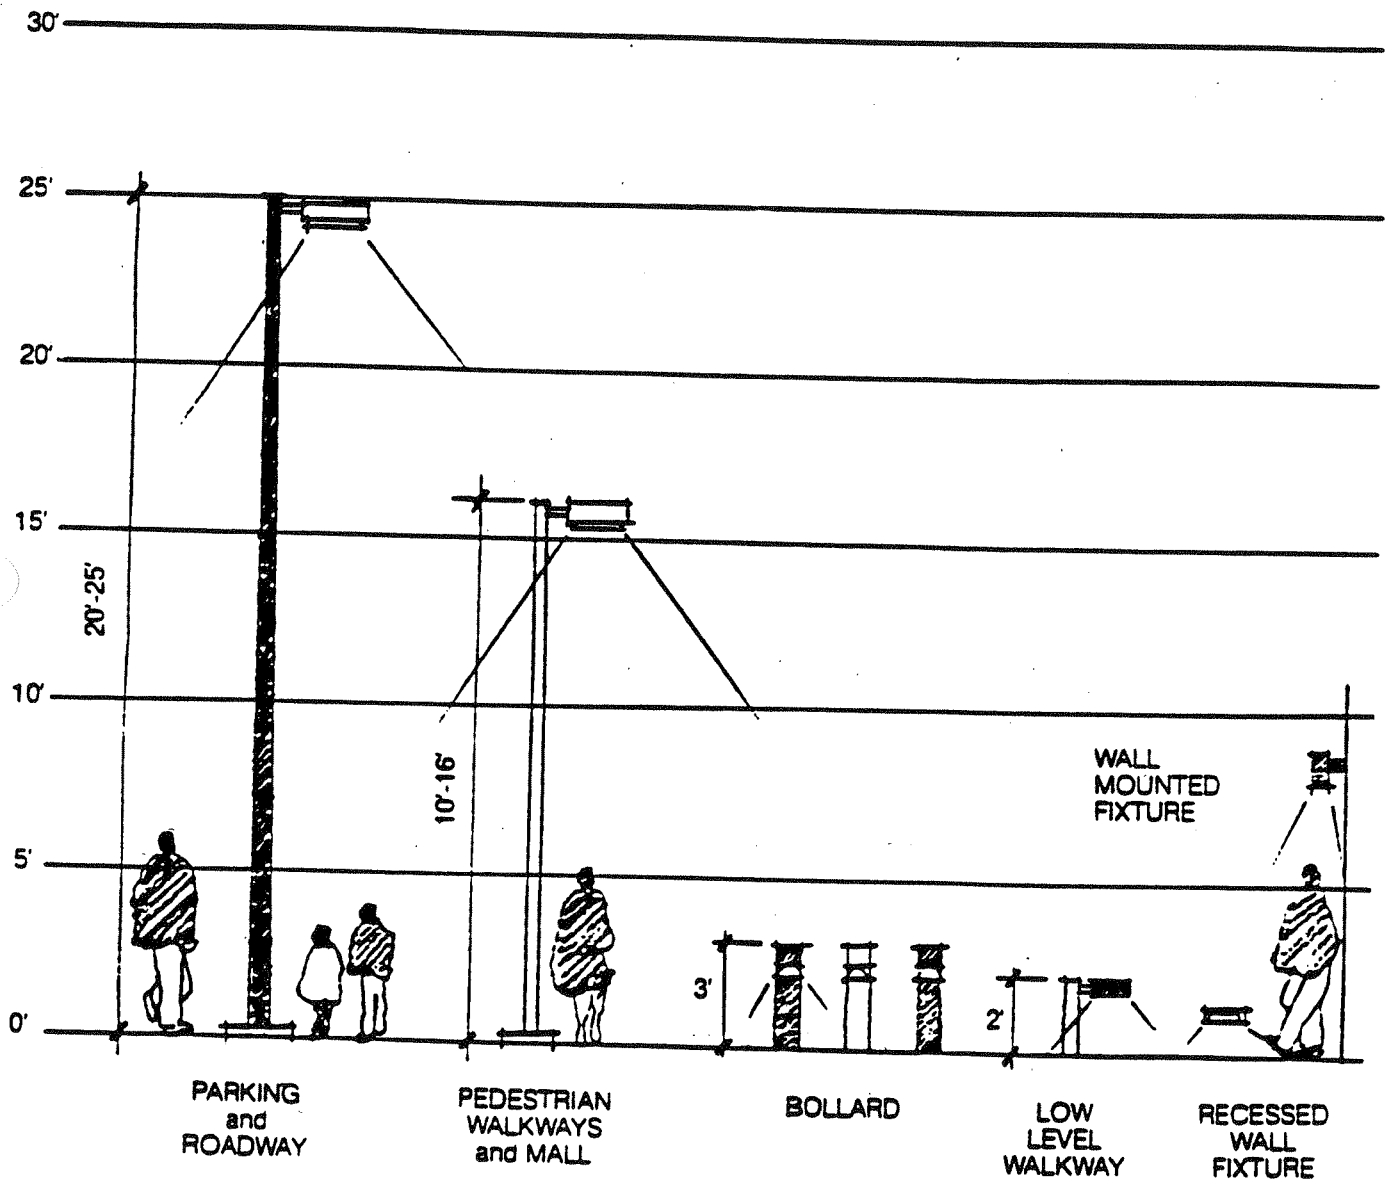 30'
25'
20'
15'
20'-25'
10'
10'-16'
WALL
MOUNTED
FIXTURE
5'
3'
2'
0'
PARKING
and
ROADWAY
PEDESTRIAN
WALKWAYS
and MALL
BOLLARD
LOW
LEVEL
WALKWAY
RECESSED
WALL
FIXTURE